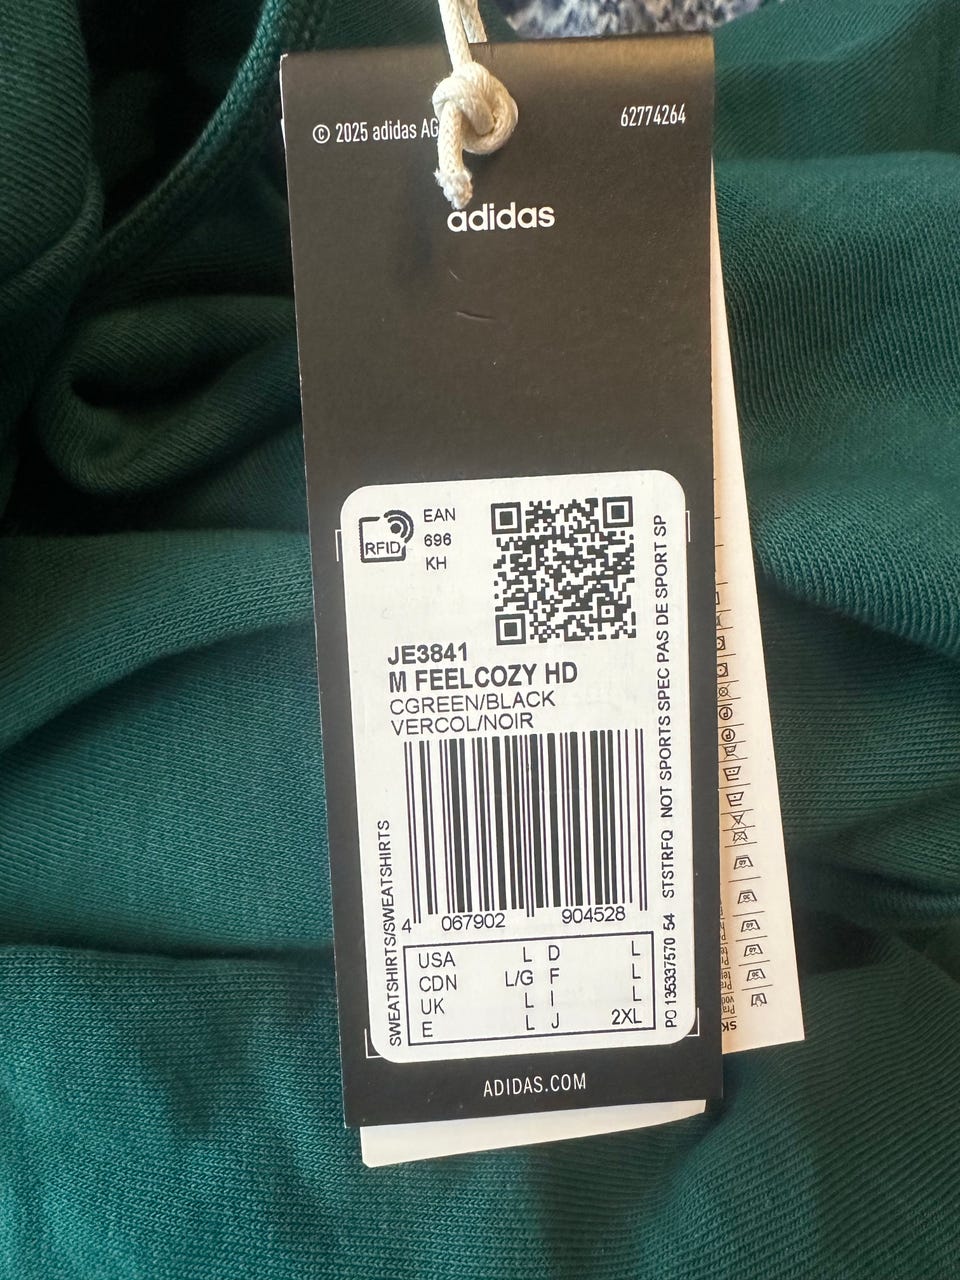 © 2025 adidas AG
62774264
adidas
RFID
EAN
696
KH
JE3841
M FEELCOZY HD
CGREEN/BLACK
VERCOL/NOIR
SWEATSHIRTS/SWEATSHIRTS
4 067902 904528
PO 135337570 54 STSTRFQ NOT SPORTS SPEC PAS DE SPORT SP
USA L D L
CDN L/G F L
UK L I L
E L J 2XL
ADIDAS.COM
SK